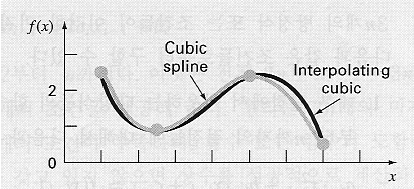 f(x)
Cubic
spline
Interpolating
cubic
2
0
x